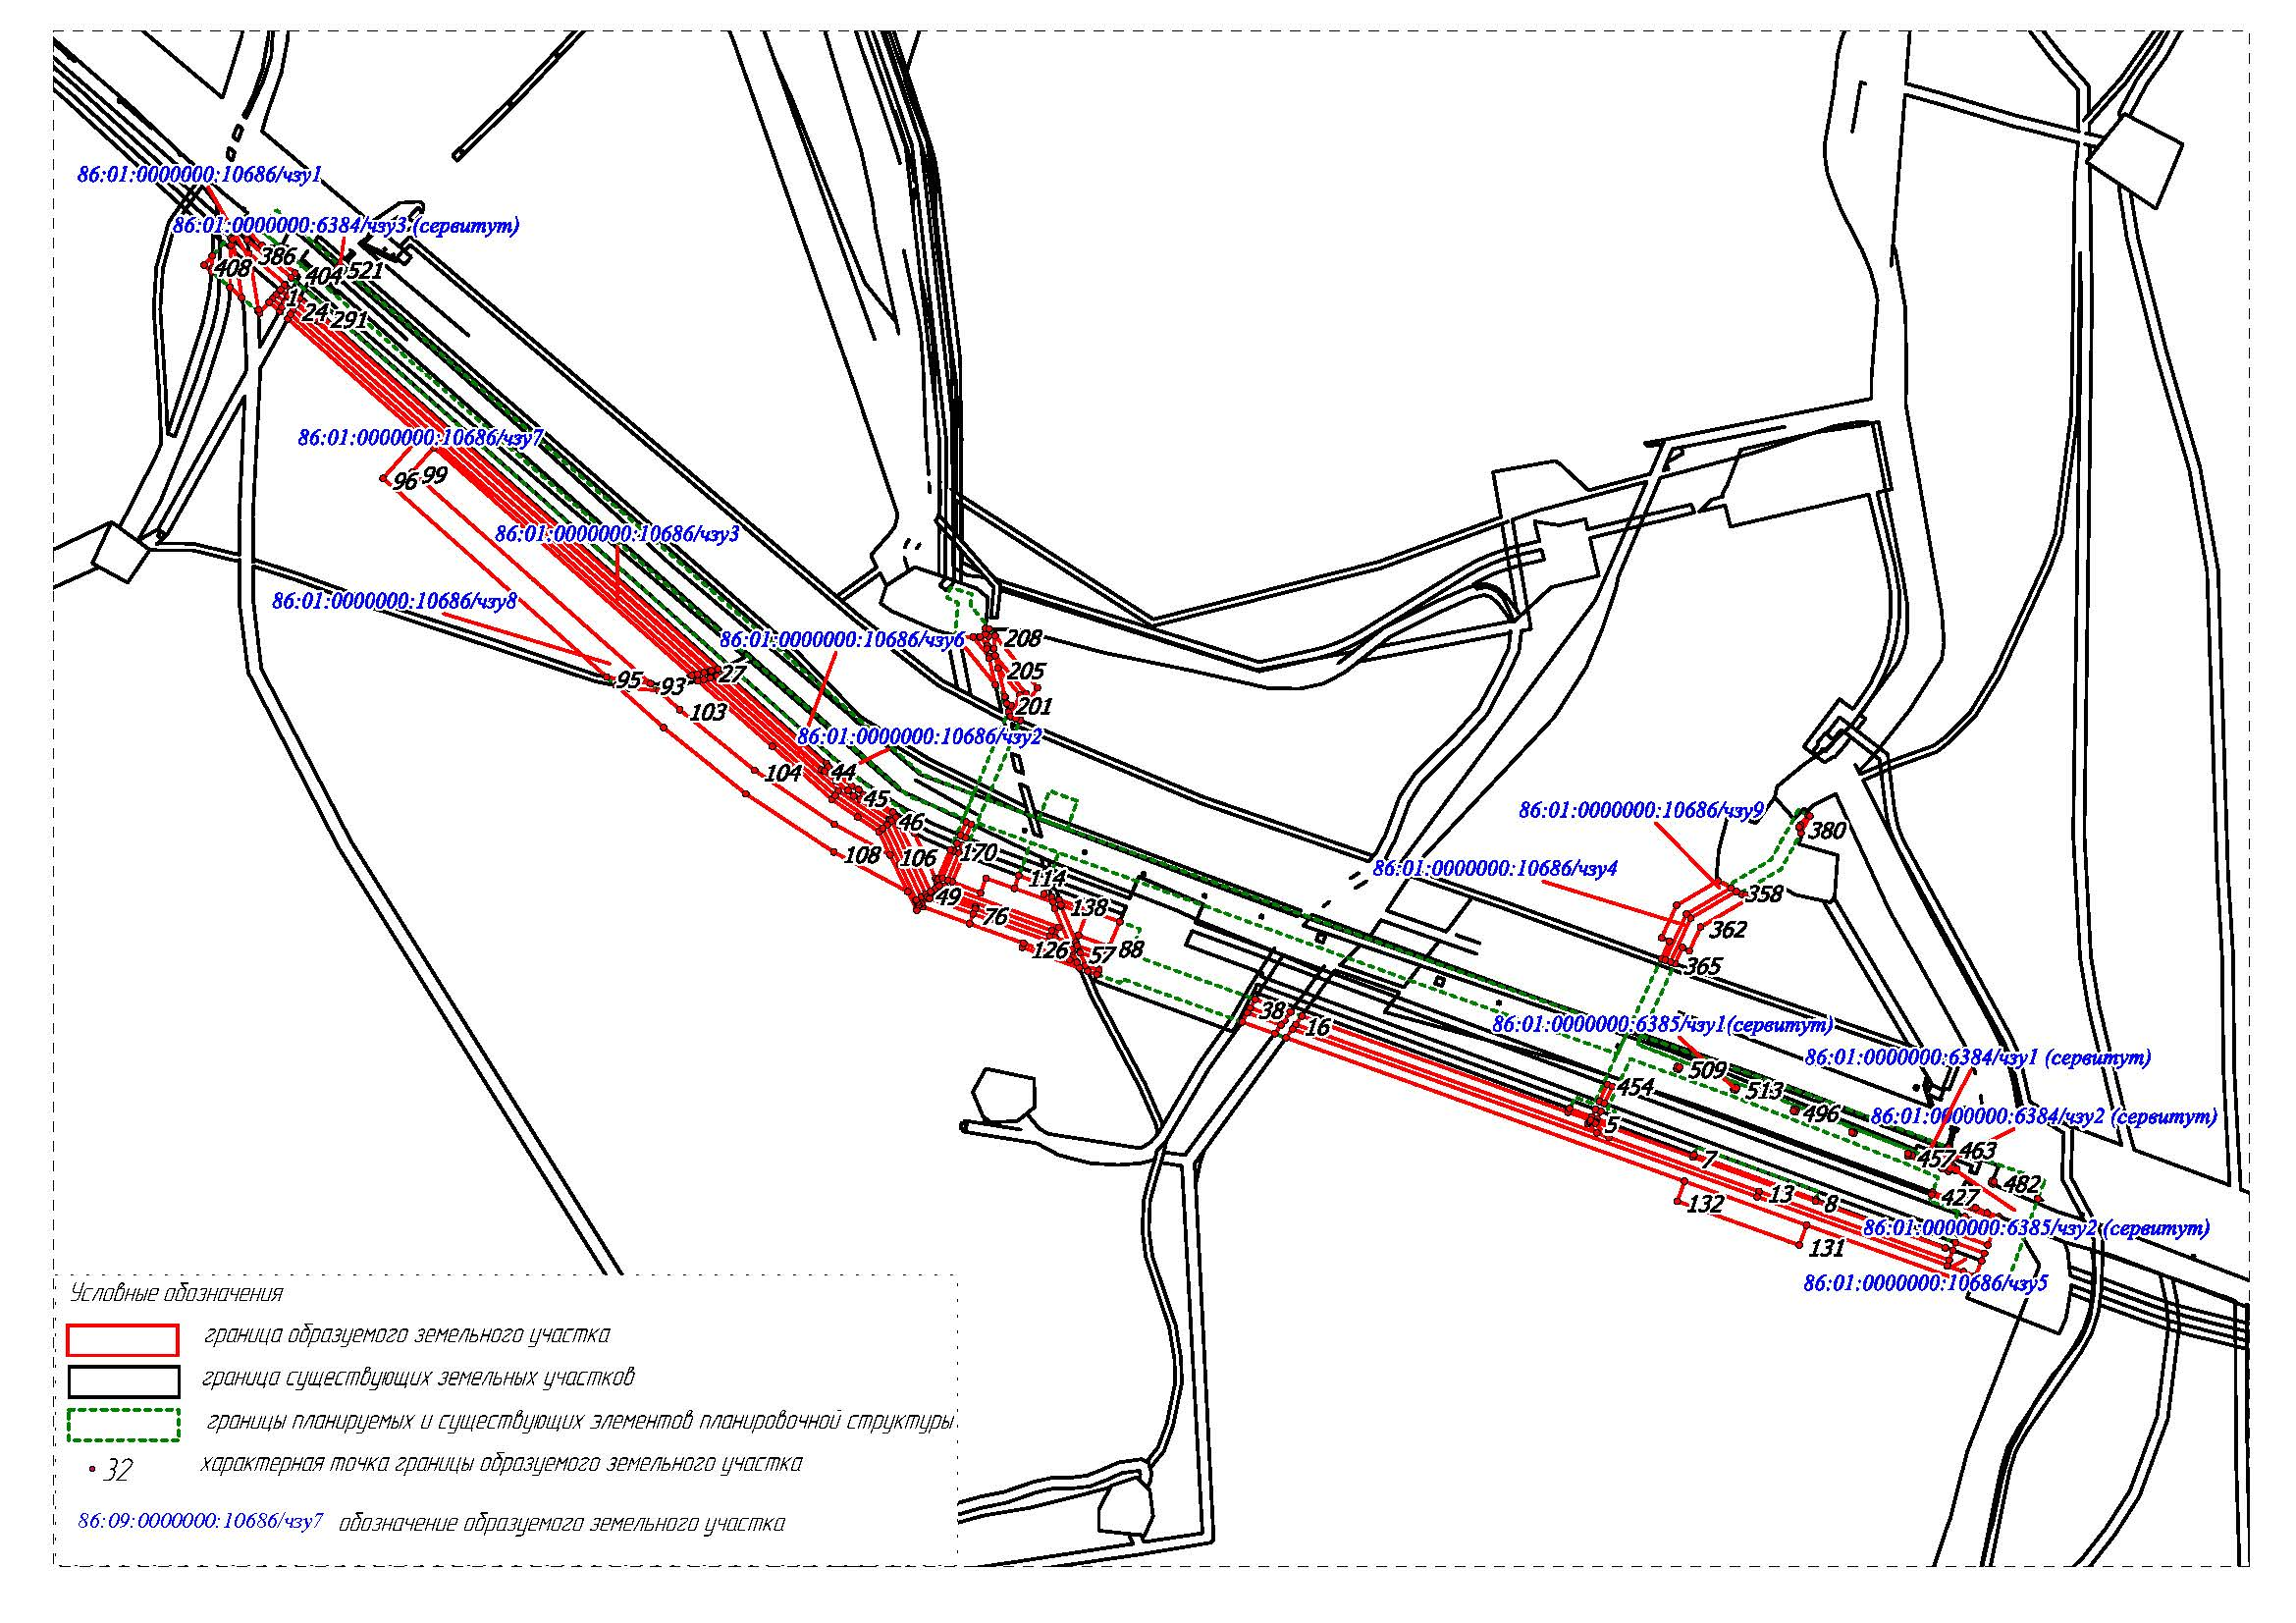 86:01:0000000:10686/чзу1
86:01:0000000:6384/чзу3 (сервитут)
386
408
404
521
1
24
291
86:01:0000000:10686/чзу7
96
99
86:01:0000000:10686/чзу3
86:01:0000000:10686/чзу8
86:01:0000000:10686/чзу6
208
205
201
95
93
27
103
86:01:0000000:10686/чзу2
104
44
45
46
108
106
170
49
114
76
138
126
57
88
86:01:0000000:10686/чзу9
380
86:01:0000000:10686/чзу4
358
362
365
38
16
86:01:0000000:6385/чзу1(сервитут)
86:01:0000000:6384/чзу1 (сервитут)
509
513
454
496
86:01:0000000:6384/чзу2 (сервитут)
5
7
457
463
482
427
13
8
132
131
86:01:0000000:6385/чзу2 (сервитут)
86:01:0000000:10686/чзу5
Условные обозначения
граница образуемого земельного участка
граница существующих земельных участков
границы планируемых и существующих элементов планировочной структуры
32 характерная точка границы образуемого земельного участка
86:09:0000000:10686/чзу7 обозначение образуемого земельного участка